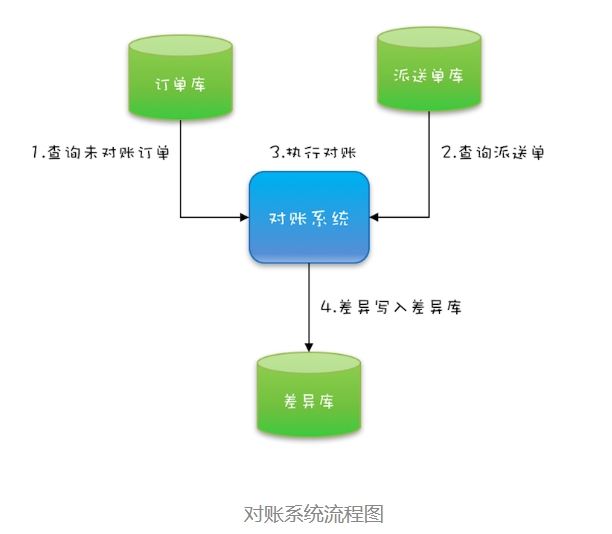 订单库
派送单库
1.查询未对账订单
3.执行对账
2.查询派送单
对账系统
4.差异写入差异库
差异库
对账系统流程图